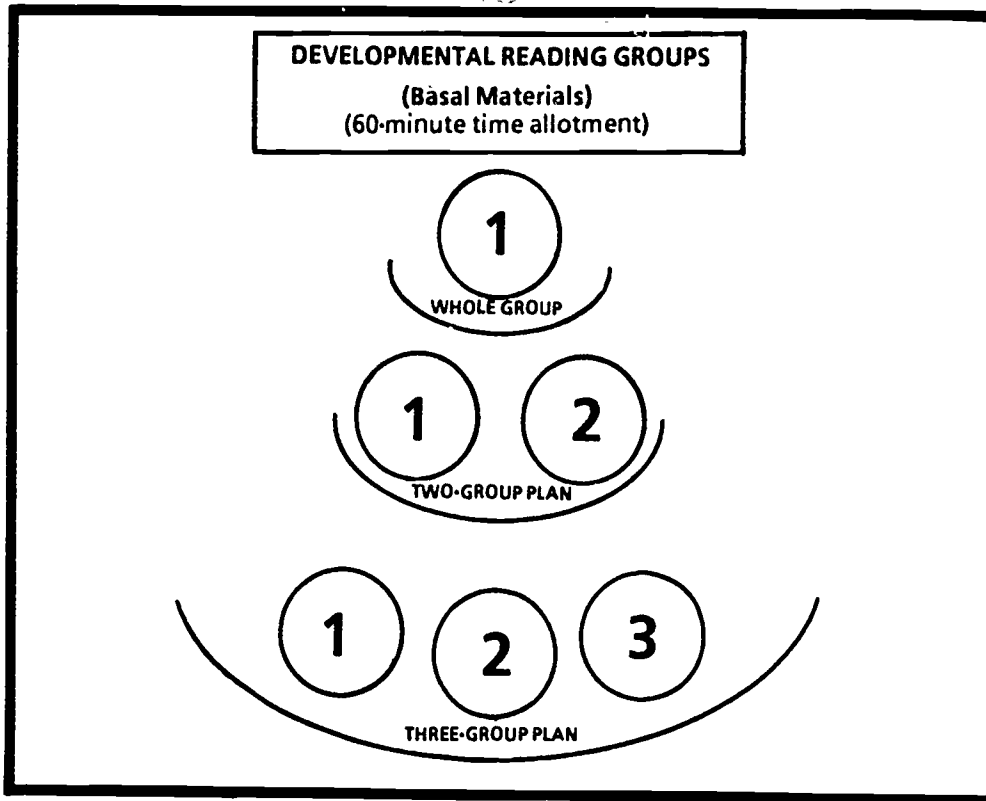 DEVELOPMENTAL READING GROUPS
(Basal Materials)
(60-minute time allotment)
1
WHOLE GROUP
1 2
TWO-GROUP PLAN
1 2 3
THREE-GROUP PLAN